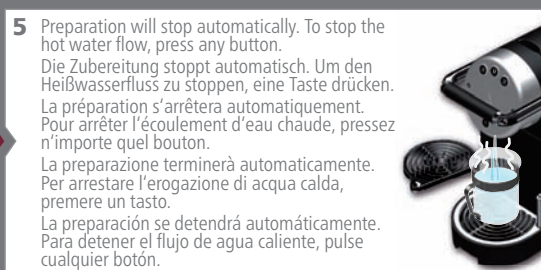 5 Preparation will stop automatically. To stop the
hot water flow, press any button.
Die Zubereitung stoppt automatisch. Um den
Heißwasserfluss zu stoppen, eine Taste drücken.
La préparation s’arrêtera automatiquement.
Pour arrêter l’écoulement d’eau chaude, pressez
n’importe quel bouton.
La preparazione terminerà automaticamente.
Per arrestare l’erogazione di acqua calda,
premere un tasto.
La preparación se detendrá automáticamente.
Para detener el flujo de agua caliente, pulse
cualquier botón.